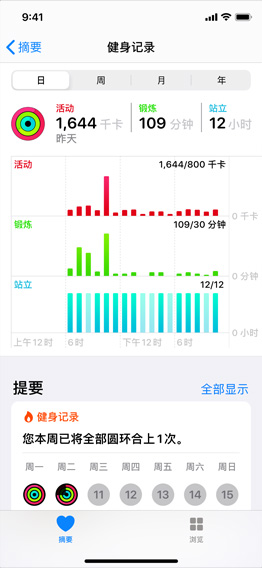 9:41
摘要
健身记录
日 周 月 年
活动 锻炼 站立
1,644 千卡 109 分钟 12 小时
昨天
活动 1,644/800 千卡
0 千卡
锻炼 109/30 分钟
0 分钟
站立 12/12
0 小时
上午12时 6时 下午12时 6时
提要 全部显示
健身记录
您本周已将全部圆环合上1次。
周一 周二 周三 周四 周五 周六 周日
11 12 13 14 15
摘要 浏览